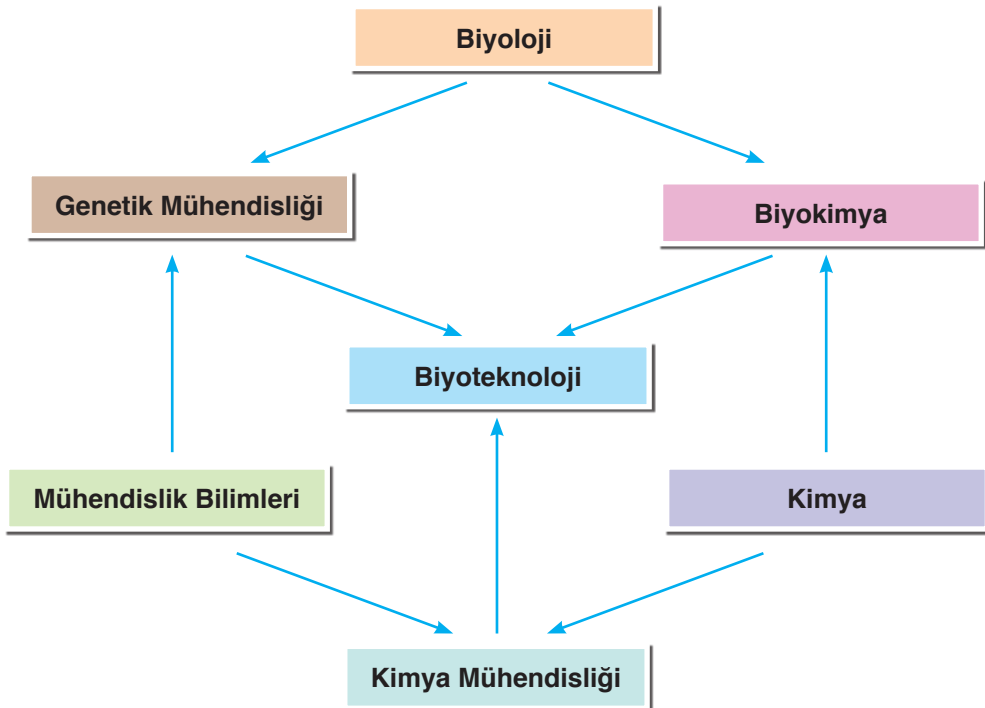 Biyoloji
Genetik Mühendisliği
Biyokimya
Biyoteknoloji
Mühendislik Bilimleri
Kimya
Kimya Mühendisliği